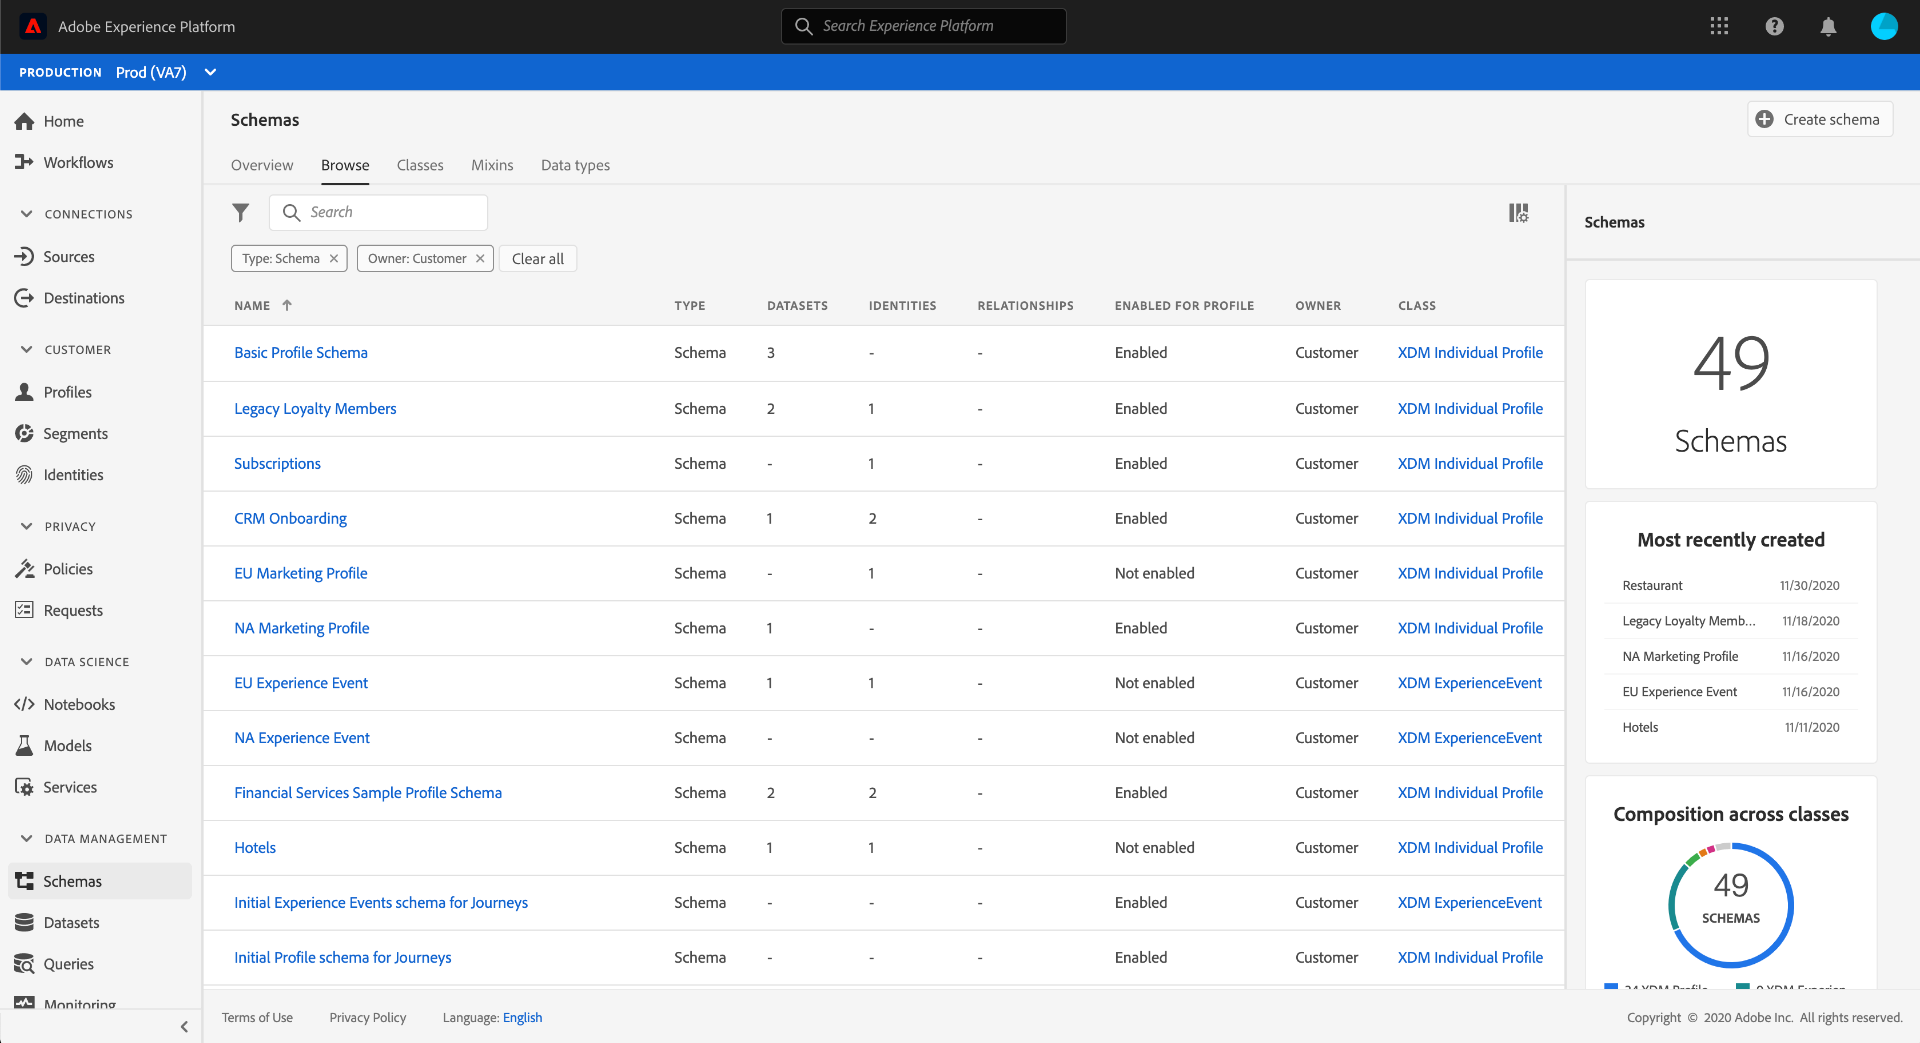 Adobe Experience Platform
Search Experience Platform
PRODUCTION Prod (VA7)
Home
Workflows
CONNECTIONS
Sources
Destinations
CUSTOMER
Profiles
Segments
Identities
PRIVACY
Policies
Requests
DATA SCIENCE
Notebooks
Models
Services
DATA MANAGEMENT
Schemas
Datasets
Queries
Monitoring
Schemas
Create schema
Overview Browse Classes Mixins Data types
Search
Type: Schema Owner: Customer Clear all
NAME TYPE DATASETS IDENTITIES RELATIONSHIPS ENABLED FOR PROFILE OWNER CLASS
Basic Profile Schema Schema 3 - - Enabled Customer XDM Individual Profile
Legacy Loyalty Members Schema 2 1 - Enabled Customer XDM Individual Profile
Subscriptions Schema - 1 - Enabled Customer XDM Individual Profile
CRM Onboarding Schema 1 2 - Enabled Customer XDM Individual Profile
EU Marketing Profile Schema - 1 - Not enabled Customer XDM Individual Profile
NA Marketing Profile Schema 1 - - Enabled Customer XDM Individual Profile
EU Experience Event Schema 1 1 - Not enabled Customer XDM ExperienceEvent
NA Experience Event Schema - - - Not enabled Customer XDM ExperienceEvent
Financial Services Sample Profile Schema Schema 2 2 - Enabled Customer XDM Individual Profile
Hotels Schema 1 1 - Not enabled Customer XDM Individual Profile
Initial Experience Events schema for Journeys Schema - - - Enabled Customer XDM ExperienceEvent
Initial Profile schema for Journeys Schema - - - Enabled Customer XDM Individual Profile
Schemas
49
Schemas
Most recently created
Restaurant 11/30/2020
Legacy Loyalty Memb... 11/18/2020
NA Marketing Profile 11/16/2020
EU Experience Event 11/16/2020
Hotels 11/11/2020
Composition across classes
49
SCHEMAS
XDM Profile XDM Experien
Terms of Use Privacy Policy Language: English
Copyright © 2020 Adobe Inc. All rights reserved.